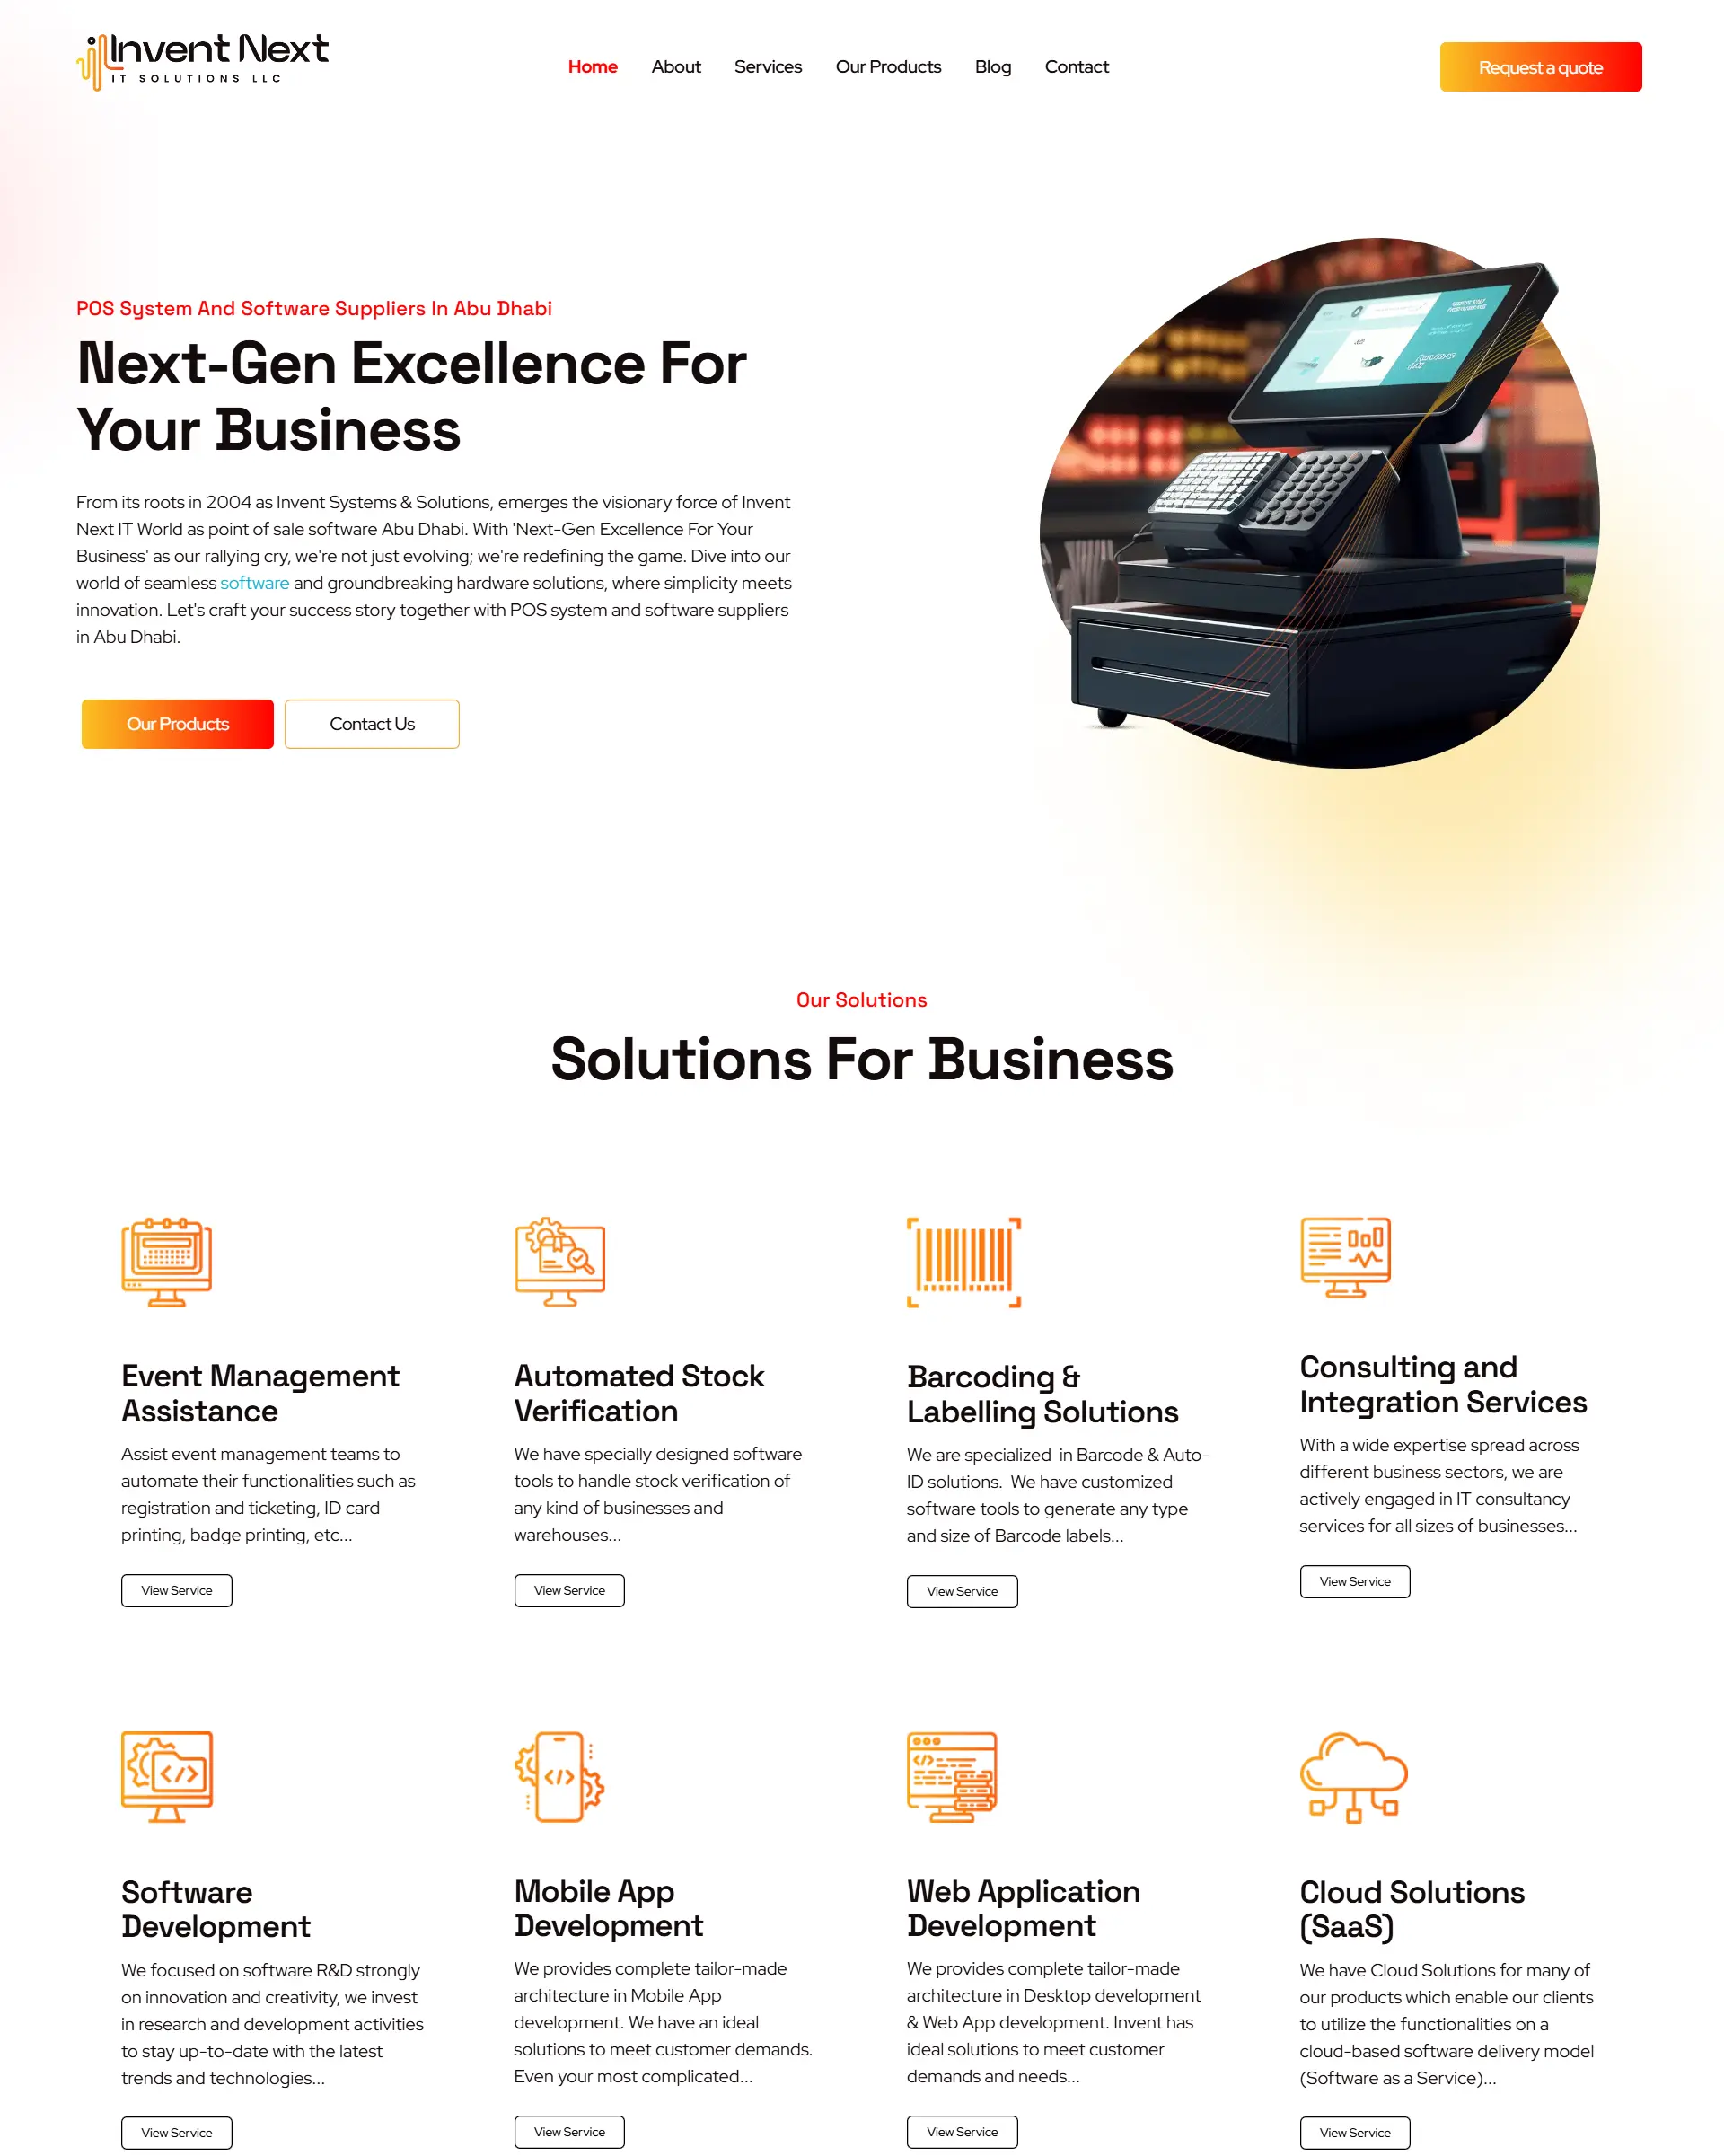 Invent Next
IT SOLUTIONS LLC
Home
About
Services
Our Products
Blog
Contact
Request a quote
POS System And Software Suppliers In Abu Dhabi
Next-Gen Excellence For
Your Business
From its roots in 2004 as Invent Systems & Solutions, emerges the visionary force of Invent
Next IT World as point of sale software Abu Dhabi. With 'Next-Gen Excellence For Your
Business' as our rallying cry, we're not just evolving; we're redefining the game. Dive into our
world of seamless software and groundbreaking hardware solutions, where simplicity meets
innovation. Let's craft your success story together with POS system and software suppliers
in Abu Dhabi.
Our Products
Contact Us
Our Solutions
Solutions For Business
Event Management
Assistance
Assist event management teams to
automate their functionalities such as
registration and ticketing, ID card
printing, badge printing, etc...
View Service
Automated Stock
Verification
We have specially designed software
tools to handle stock verification of
any kind of businesses and
warehouses...
View Service
Barcoding &
Labelling Solutions
We are specialized  in Barcode & Auto-
ID solutions.  We have customized
software tools to generate any type
and size of Barcode labels...
View Service
Consulting and
Integration Services
With a wide expertise spread across
different business sectors, we are
actively engaged in IT consultancy
services for all sizes of businesses...
View Service
Software
Development
We focused on software R&D strongly
on innovation and creativity, we invest
in research and development activities
to stay up-to-date with the latest
trends and technologies...
View Service
Mobile App
Development
We provides complete tailor-made
architecture in Mobile App
development. We have an ideal
solutions to meet customer demands.
Even your most complicated...
View Service
Web Application
Development
We provides complete tailor-made
architecture in Desktop development
& Web App development. Invent has
ideal solutions to meet customer
demands and needs...
View Service
Cloud Solutions
(SaaS)
We have Cloud Solutions for many of
our products which enable our clients
to utilize the functionalities on a
cloud-based software delivery model
(Software as a Service)...
View Service